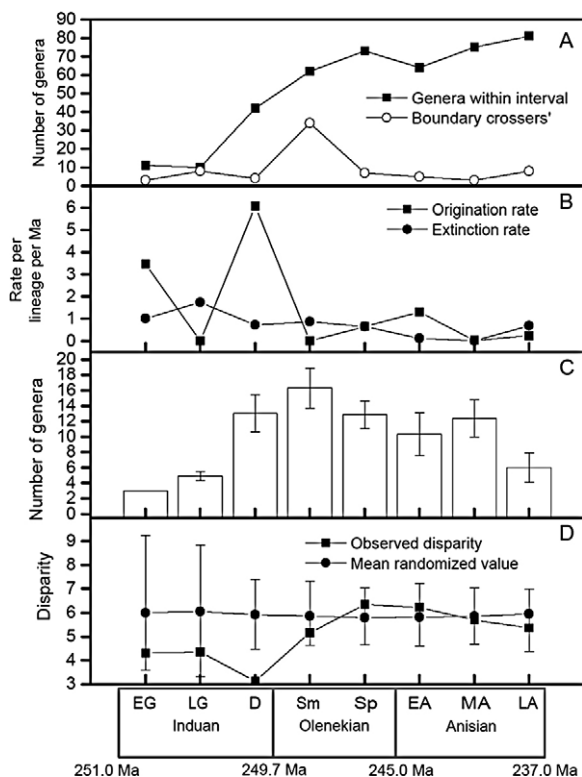 90
80
70
60
50
40
30
20
10
0
Number of genera
A
Genera within interval
Boundary crossers'
6
5
4
3
2
1
0
Rate per
lineage per Ma
B
Origination rate
Extinction rate
20
18
16
14
12
10
8
6
4
2
0
Number of genera
C
9
8
7
6
5
4
3
Disparity
D
Observed disparity
Mean randomized value
EG LG D Sm Sp EA MA LA
Induan Olenekian Anisian
251.0 Ma 249.7 Ma 245.0 Ma 237.0 Ma